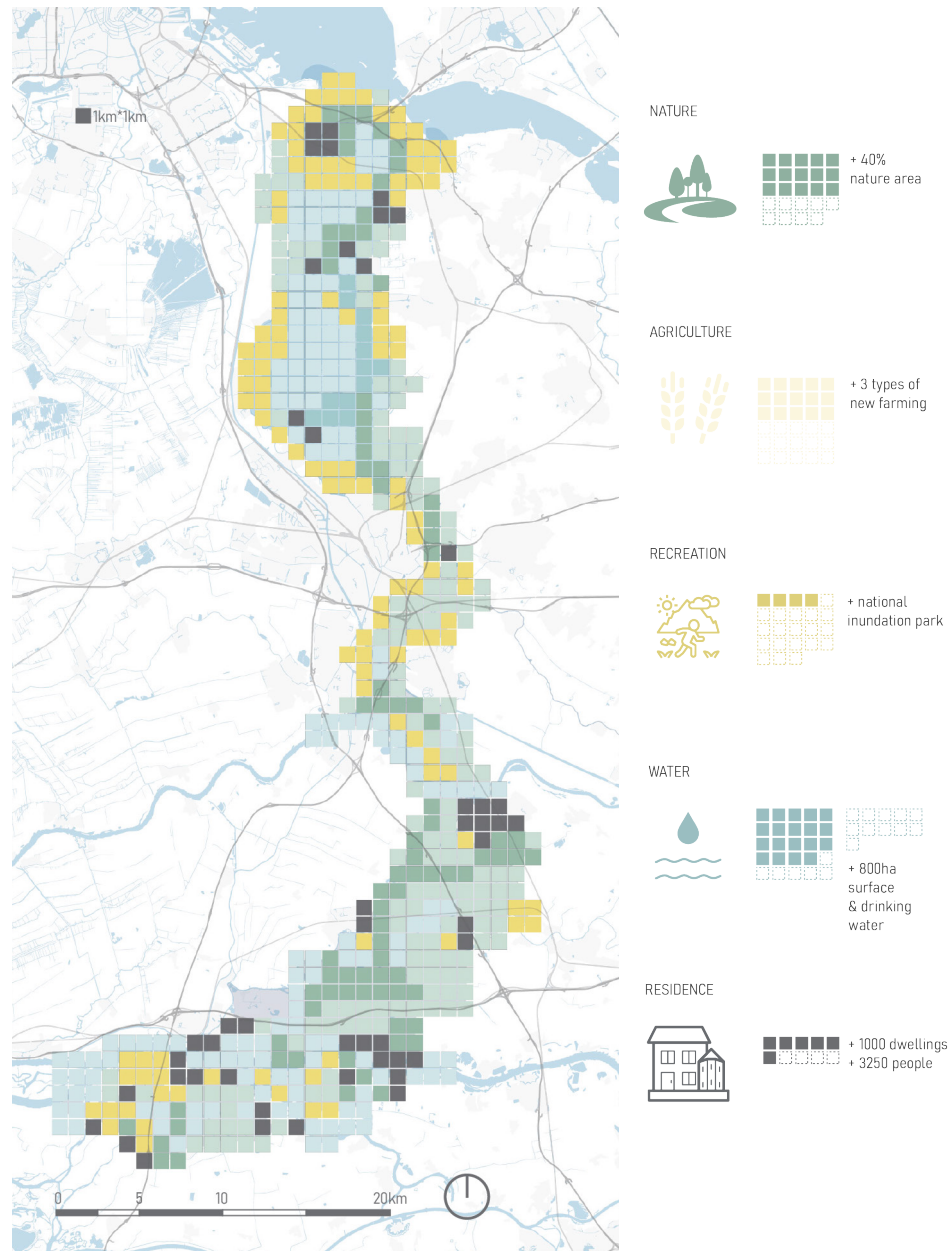 1km*1km
NATURE
+ 40%
nature area
AGRICULTURE
+ 3 types of
new farming
RECREATION
+ national
inundation park
WATER
+ 800ha
surface
& drinking
water
RESIDENCE
+ 1000 dwellings
+ 3250 people
0 5 10 20km